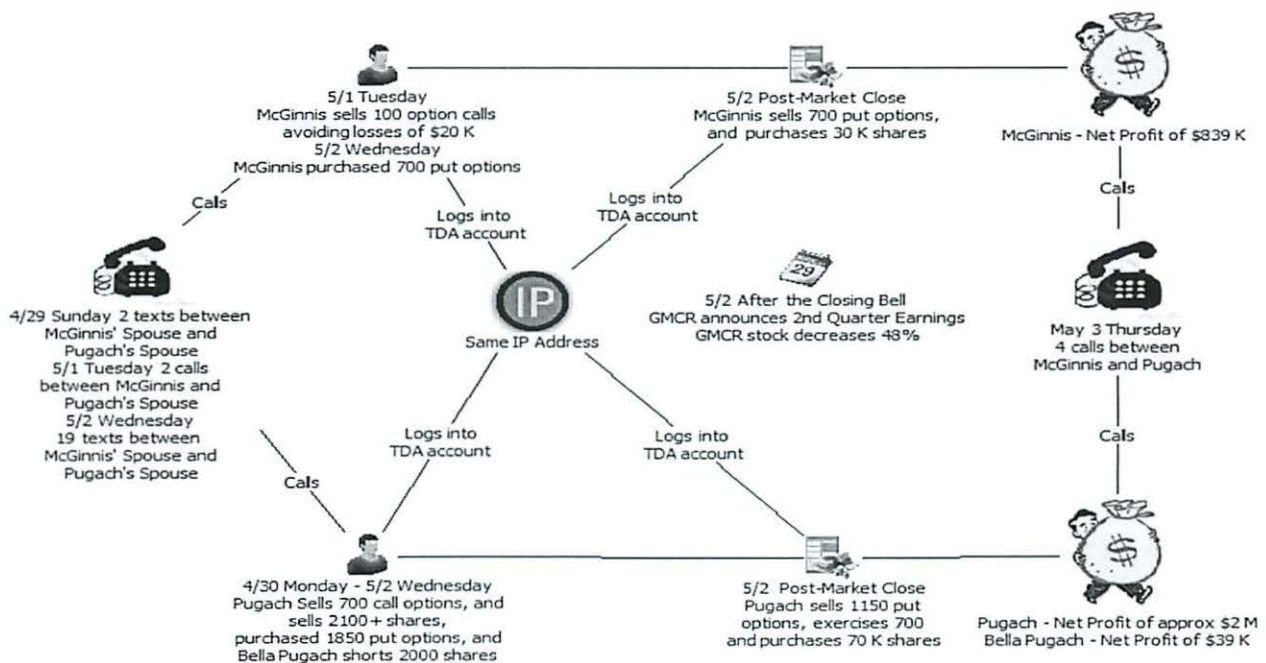 5/1 Tuesday
McGinnis sells 100 option calls
avoiding losses of $20 K
5/2 Wednesday
McGinnis purchased 700 put options
5/2 Post-Market Close
McGinnis sells 700 put options,
and purchases 30 K shares
$
McGinnis - Net Profit of $839 K
Cals
Logs into
TDA account
Logs into
TDA account
Cals
4/29 Sunday 2 texts between
McGinnis' Spouse and
Pugach's Spouse
5/1 Tuesday 2 calls
between McGinnis and
Pugach's Spouse
5/2 Wednesday
19 texts between
McGinnis' Spouse and
Pugach's Spouse
IP
Same IP Address
29
5/2 After the Closing Bell
GMCR announces 2nd Quarter Earnings
GMCR stock decreases 48%
May 3 Thursday
4 calls between
McGinnis and Pugach
Cals
Logs into
TDA account
Logs into
TDA account
Cals
4/30 Monday - 5/2 Wednesday
Pugach Sells 700 call options, and
sells 2100+ shares,
purchased 1850 put options, and
Bella Pugach shorts 2000 shares
5/2 Post-Market Close
Pugach sells 1150 put
options, exercises 700
and purchases 70 K shares
$
Pugach - Net Profit of approx $2 M
Bella Pugach - Net Profit of $39 K